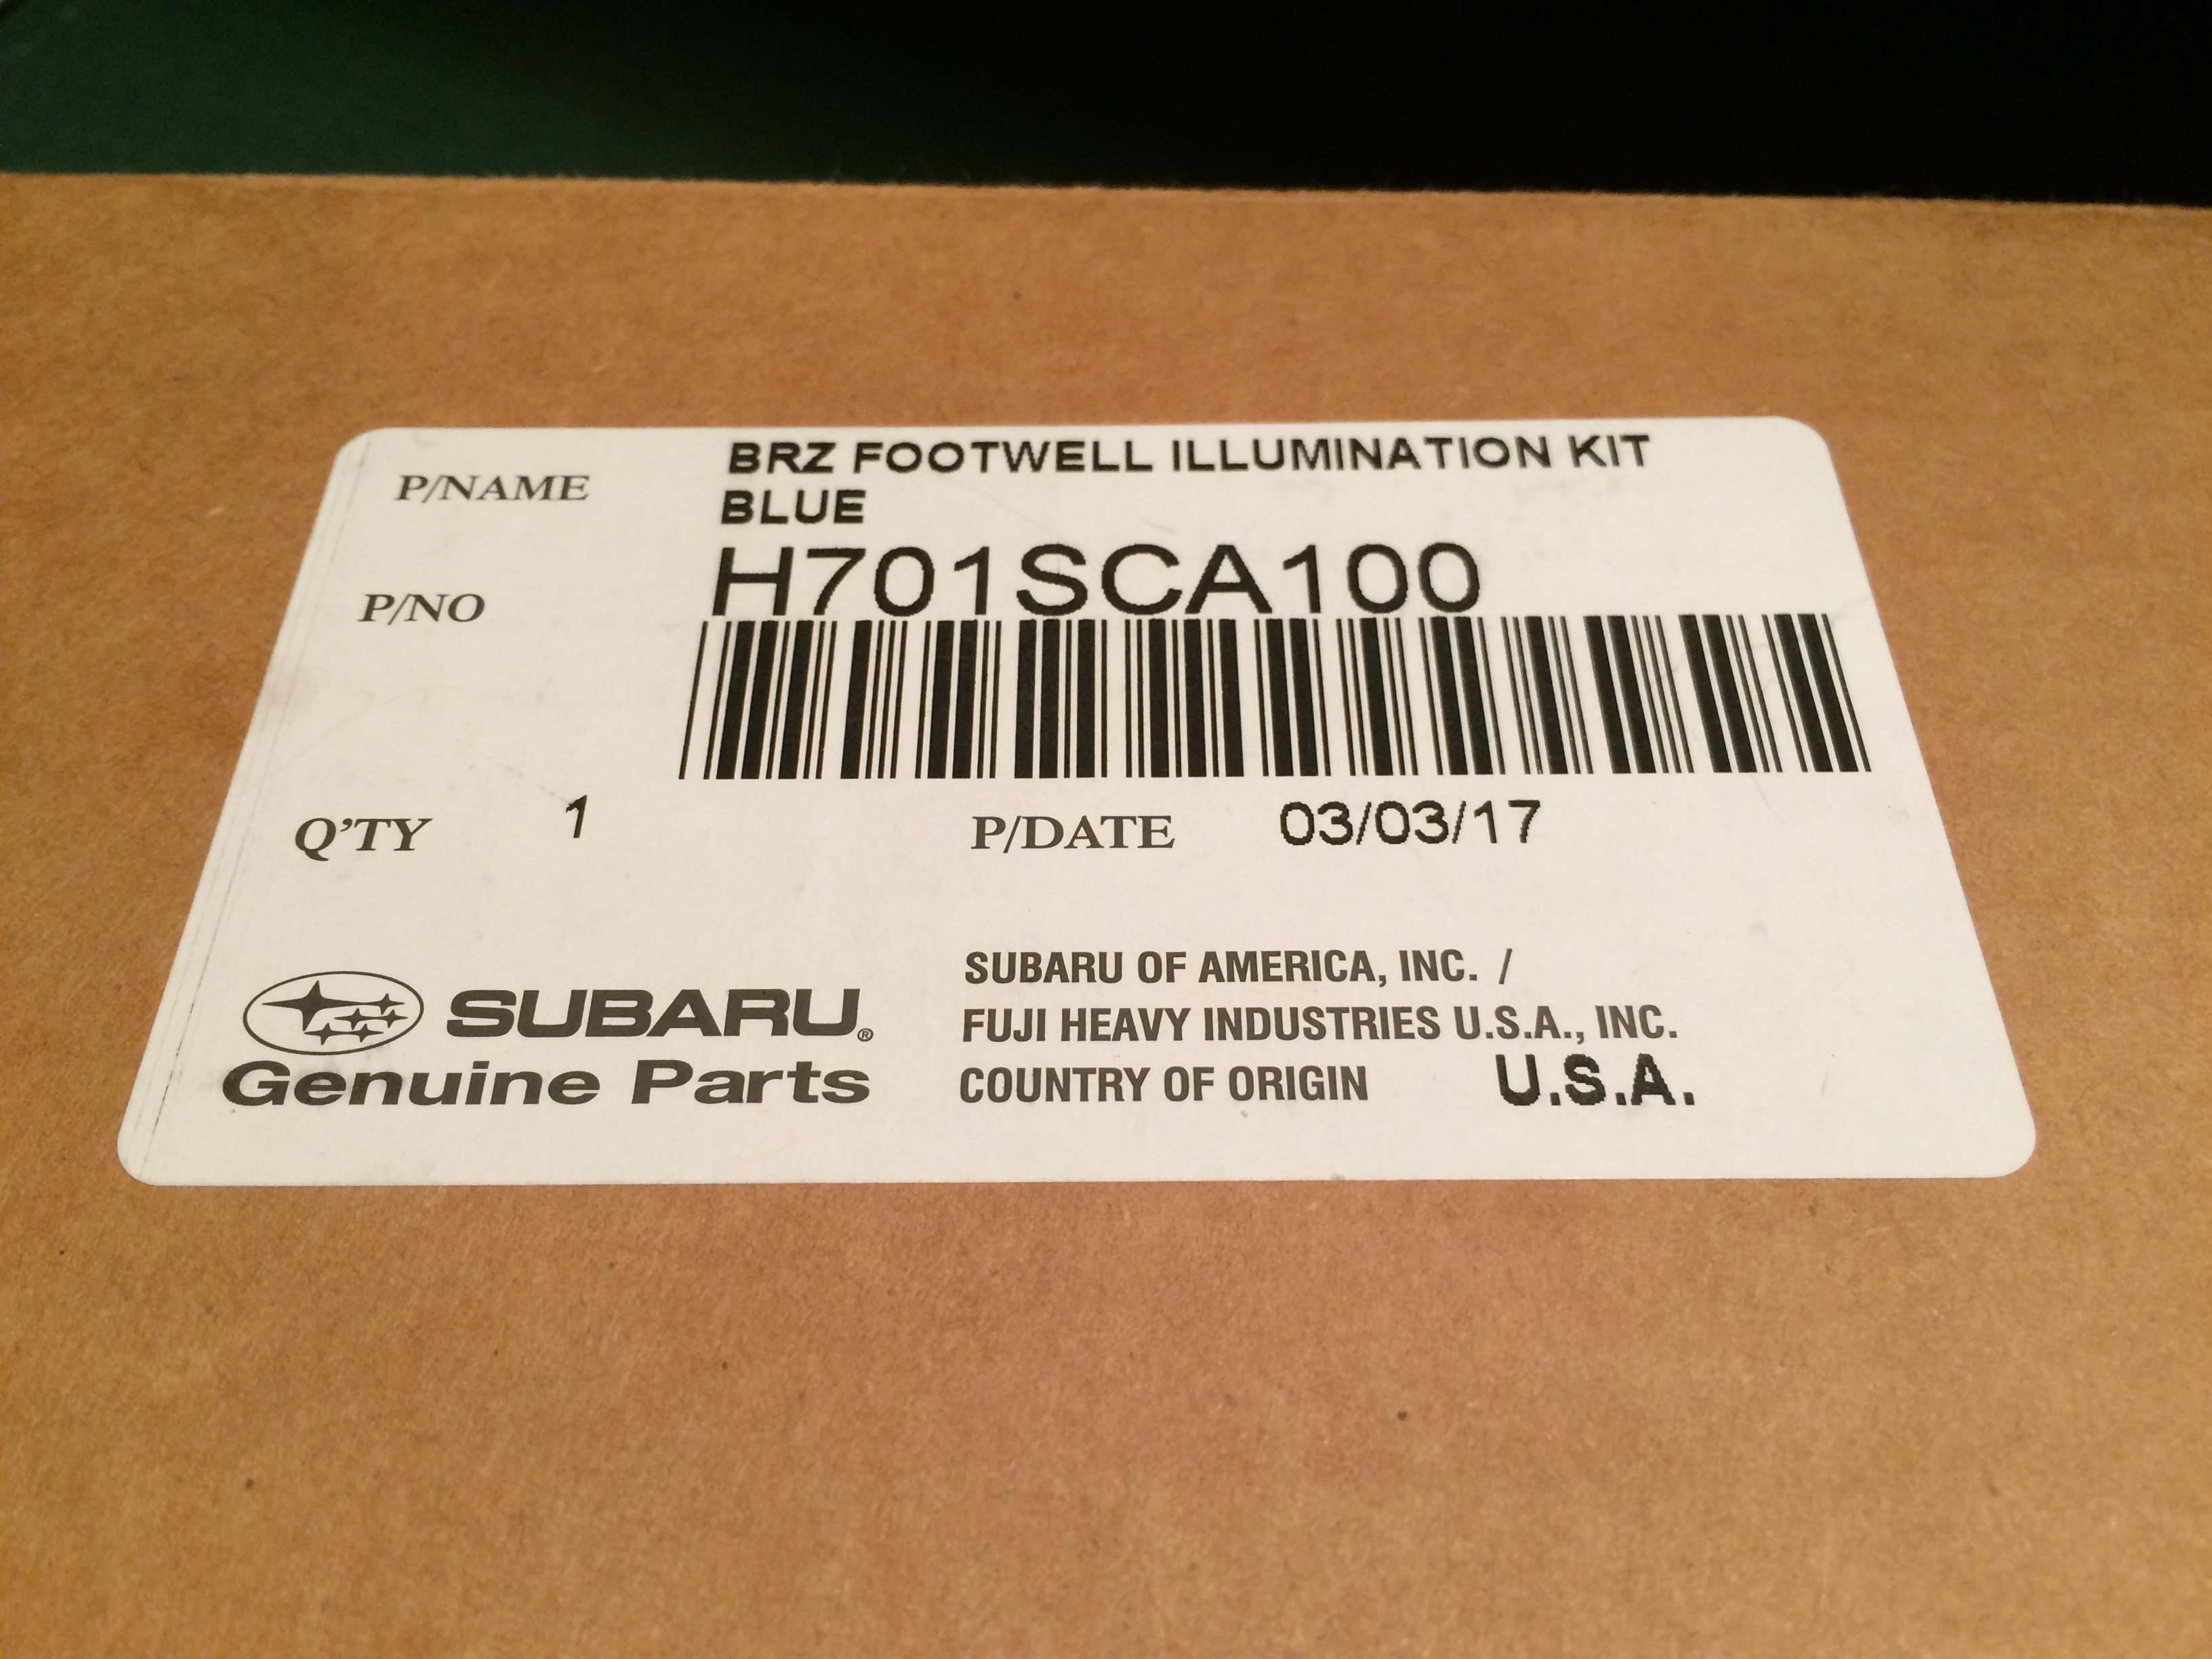 P/NAME BRZ FOOTWELL ILLUMINATION KIT
BLUE
P/NO H701SCA100
Q'TY 1 P/DATE 03/03/17
SUBARU®
Genuine Parts
SUBARU OF AMERICA, INC. /
FUJI HEAVY INDUSTRIES U.S.A., INC.
COUNTRY OF ORIGIN U.S.A.